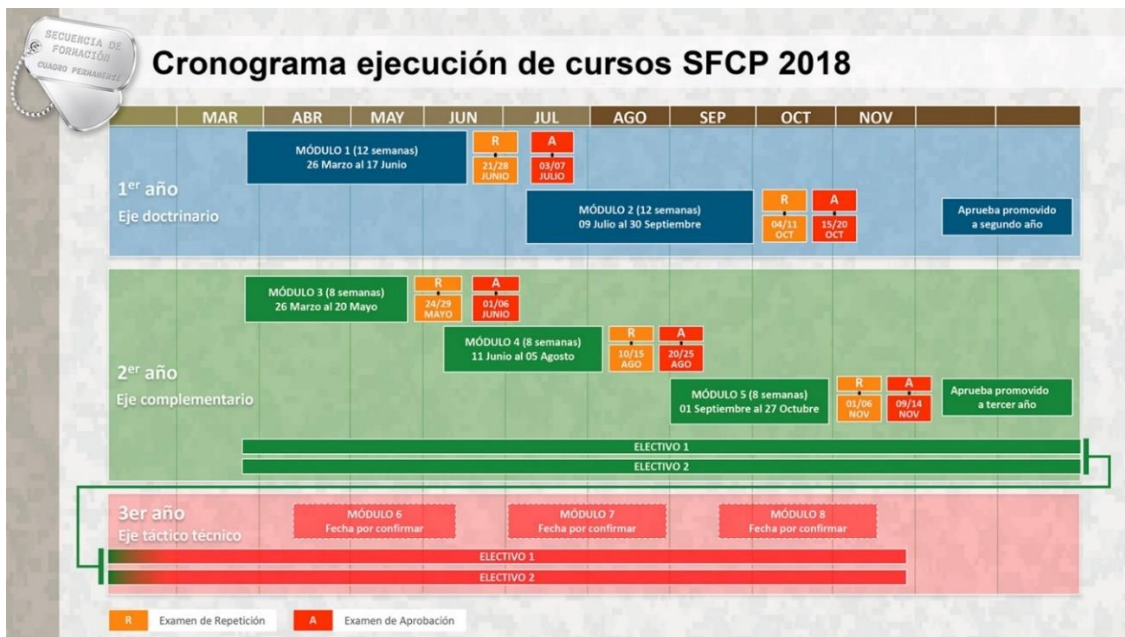 SECUENCIA DE
FORMACIÓN
CUADRO PERMANENTE
Cronograma ejecución de cursos SFCP 2018
MAR ABR MAY JUN JUL AGO SEP OCT NOV
1er año
Eje doctrinario
MÓDULO 1 (12 semanas)
26 Marzo al 17 Junio
R
21/28
JUNIO
A
03/07
JULIO
MÓDULO 2 (12 semanas)
09 Julio al 30 Septiembre
R
04/11
OCT
A
15/20
OCT
Aprueba promovido
a segundo año
2er año
Eje complementario
MÓDULO 3 (8 semanas)
26 Marzo al 20 Mayo
R
24/29
MAYO
A
01/06
JUNIO
MÓDULO 4 (8 semanas)
11 Junio al 05 Agosto
R
10/15
AGO
A
20/25
AGO
MÓDULO 5 (8 semanas)
01 Septiembre al 27 Octubre
R
01/06
NOV
A
09/14
NOV
Aprueba promovido
a tercer año
ELECTIVO 1
ELECTIVO 2
3er año
Eje táctico técnico
MÓDULO 6
Fecha por confirmar
MÓDULO 7
Fecha por confirmar
MÓDULO 8
Fecha por confirmar
ELECTIVO 1
ELECTIVO 2
R Examen de Repetición
A Examen de Aprobación